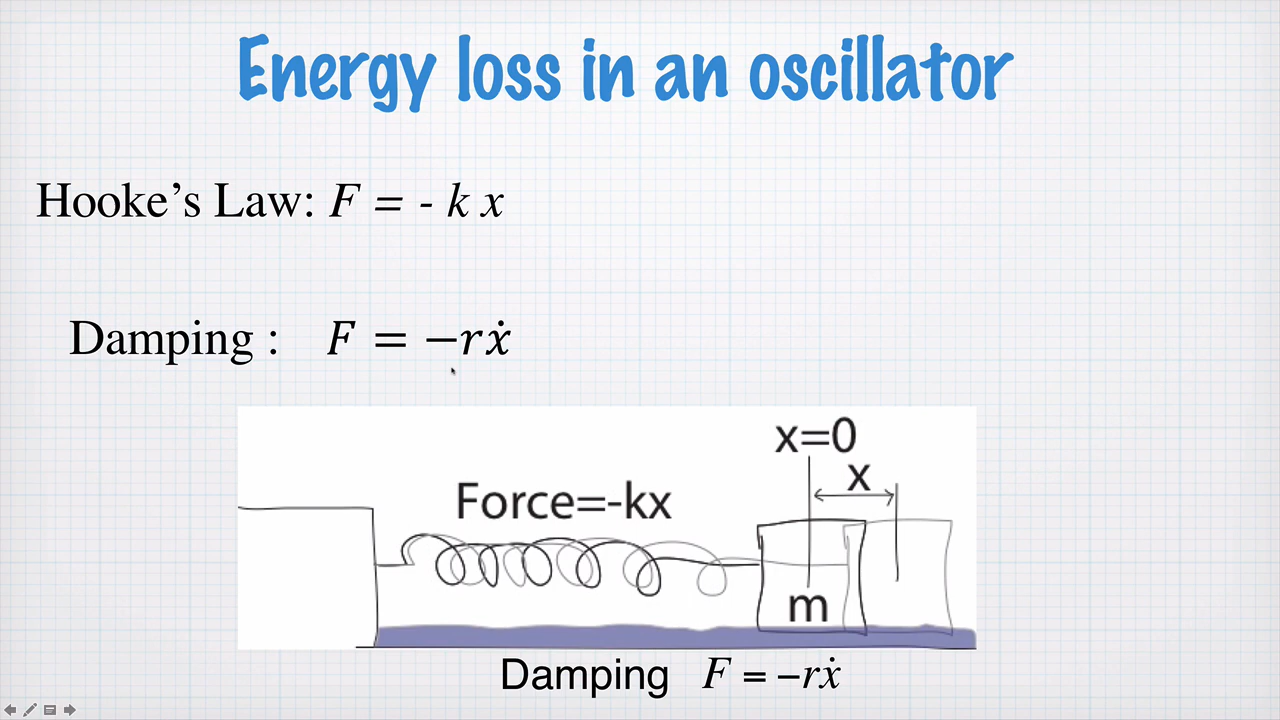 Energy loss in an oscillator
Hooke’s Law: F = - k x
Damping : F = −rẋ
x=0
x
Force=-kx
m
Damping F = −rẋ